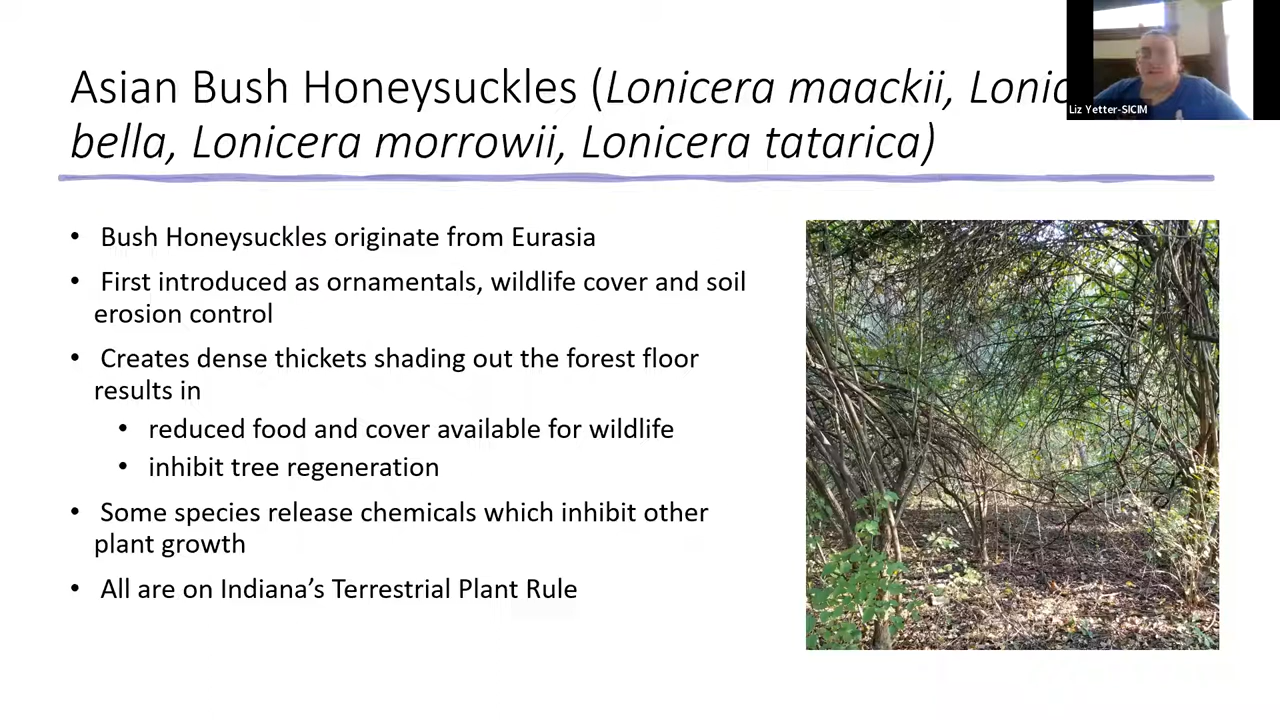 Asian Bush Honeysuckles (Lonicera maackii, Lonic
bella, Lonicera morrowii, Lonicera tatarica)
Liz Yetter-SICIM
• Bush Honeysuckles originate from Eurasia
• First introduced as ornamentals, wildlife cover and soil
erosion control
• Creates dense thickets shading out the forest floor
results in
• reduced food and cover available for wildlife
• inhibit tree regeneration
• Some species release chemicals which inhibit other
plant growth
• All are on Indiana’s Terrestrial Plant Rule